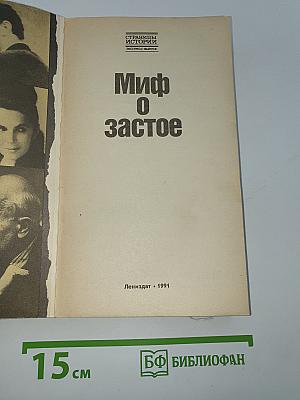 СТРАНИЦЫ
ИСТОРИИ
Миф
о
застое
Лениздат • 1991
15 см
БФ БИБЛИОФАН